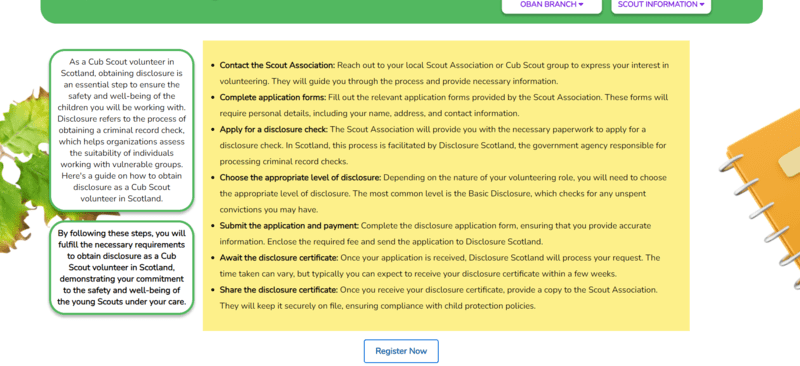 OBAN BRANCH
SCOUT INFORMATION
As a Cub Scout volunteer in
Scotland, obtaining disclosure is
an essential step to ensure the
safety and well-being of the
children you will be working with.
Disclosure refers to the process of
obtaining a criminal record check,
which helps organizations assess
the suitability of individuals
working with vulnerable groups.
Here's a guide on how to obtain
disclosure as a Cub Scout
volunteer in Scotland.
By following these steps, you will
fulfill the necessary requirements
to obtain disclosure as a Cub
Scout volunteer in Scotland,
demonstrating your commitment
to the safety and well-being of
the young Scouts under your care.
Contact the Scout Association: Reach out to your local Scout Association or Cub Scout group to express your interest in
volunteering. They will guide you through the process and provide necessary information.
Complete application forms: Fill out the relevant application forms provided by the Scout Association. These forms will
require personal details, including your name, address, and contact information.
Apply for a disclosure check: The Scout Association will provide you with the necessary paperwork to apply for a
disclosure check. In Scotland, this process is facilitated by Disclosure Scotland, the government agency responsible for
processing criminal record checks.
Choose the appropriate level of disclosure: Depending on the nature of your volunteering role, you will need to choose
the appropriate level of disclosure. The most common level is the Basic Disclosure, which checks for any unspent
convictions you may have.
Submit the application and payment: Complete the disclosure application form, ensuring that you provide accurate
information. Enclose the required fee and send the application to Disclosure Scotland.
Await the disclosure certificate: Once your application is received, Disclosure Scotland will process your request. The
time taken can vary, but typically you can expect to receive your disclosure certificate within a few weeks.
Share the disclosure certificate: Once you receive your disclosure certificate, provide a copy to the Scout Association.
They will keep it securely on file, ensuring compliance with child protection policies.
Register Now